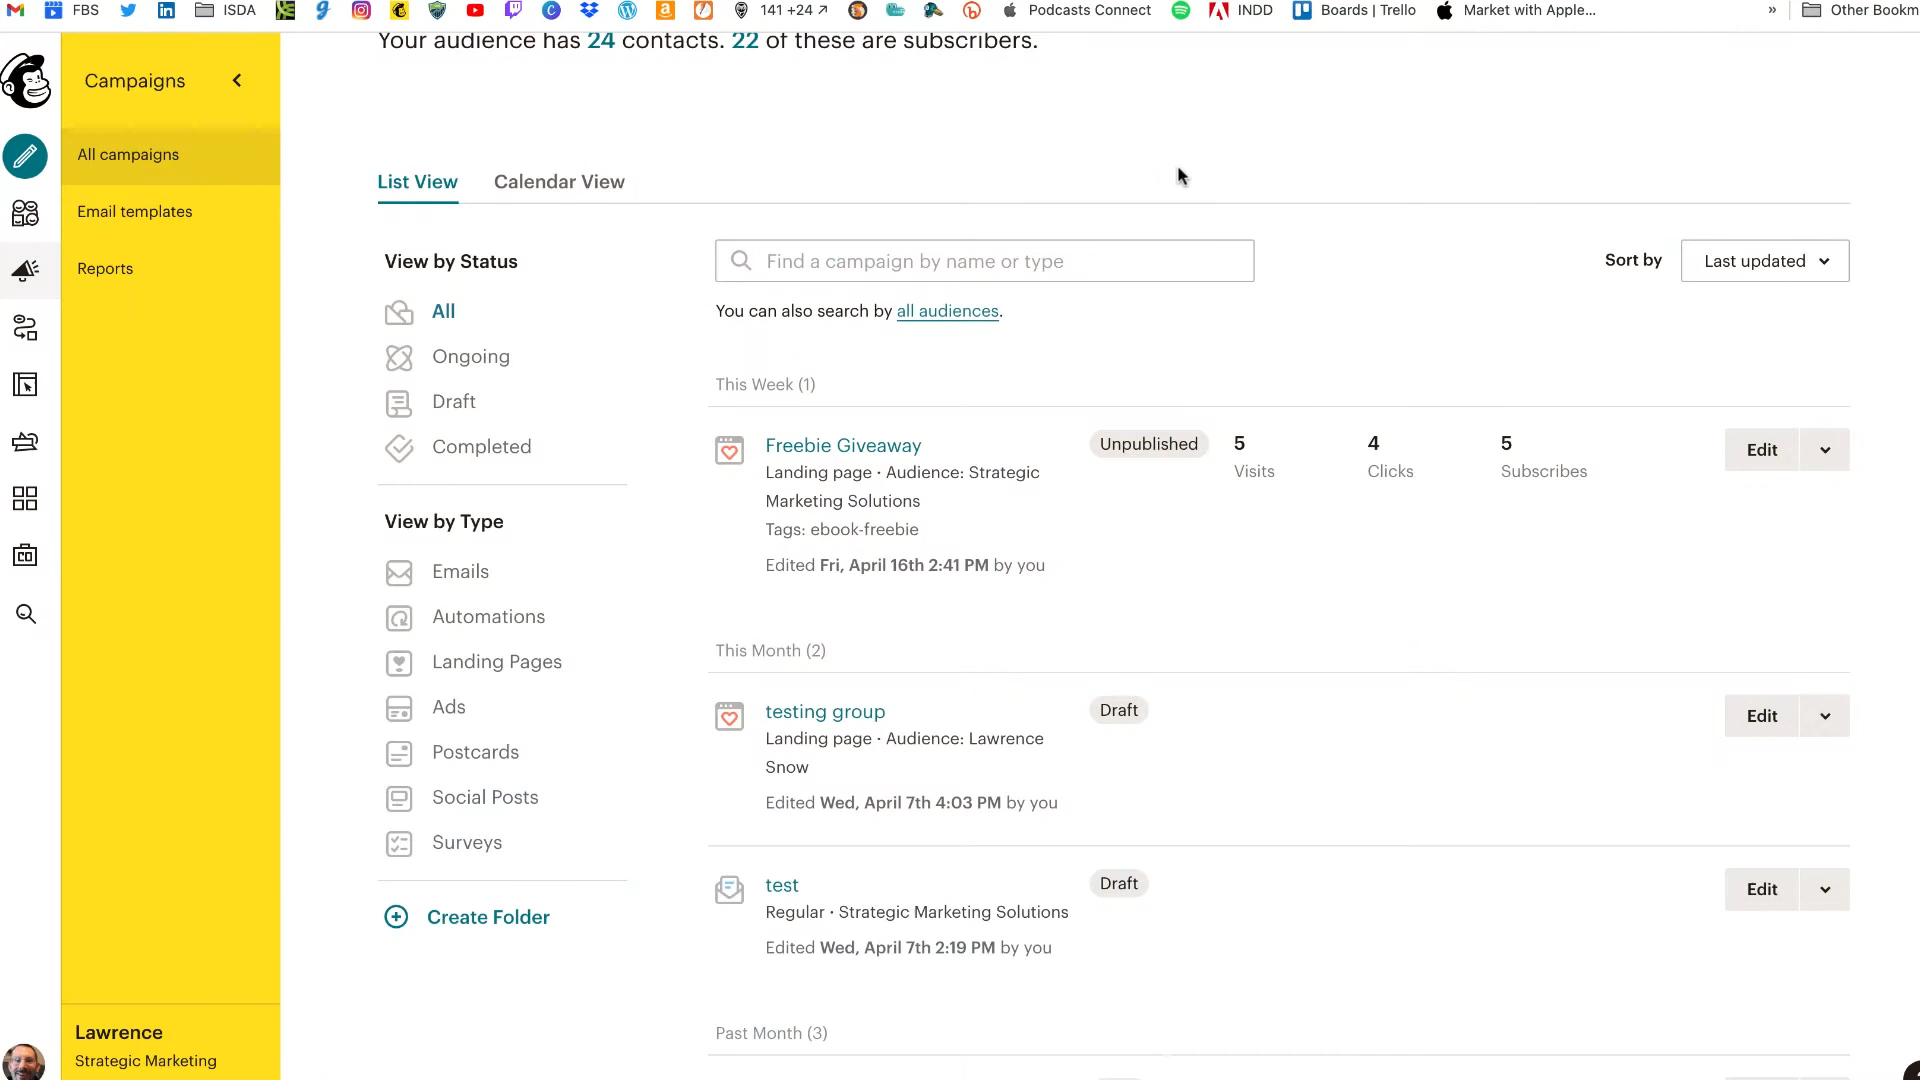 FBS
ISDA
141 +24
Podcasts Connect
INDD
Boards | Trello
Market with Apple...
»
Other Bookm
Your audience has 24 contacts. 22 of these are subscribers.
Campaigns
All campaigns
Email templates
Reports
List View
Calendar View
View by Status
All
Ongoing
Draft
Completed
View by Type
Emails
Automations
Landing Pages
Ads
Postcards
Social Posts
Surveys
Create Folder
Find a campaign by name or type
Sort by
Last updated
You can also search by all audiences.
This Week (1)
Freebie Giveaway
Landing page · Audience: Strategic
Marketing Solutions
Tags: ebook-freebie
Edited Fri, April 16th 2:41 PM by you
Unpublished
5
Visits
4
Clicks
5
Subscribes
Edit
This Month (2)
testing group
Landing page · Audience: Lawrence
Snow
Edited Wed, April 7th 4:03 PM by you
Draft
Edit
test
Regular · Strategic Marketing Solutions
Edited Wed, April 7th 2:19 PM by you
Draft
Edit
Past Month (3)
Lawrence
Strategic Marketing